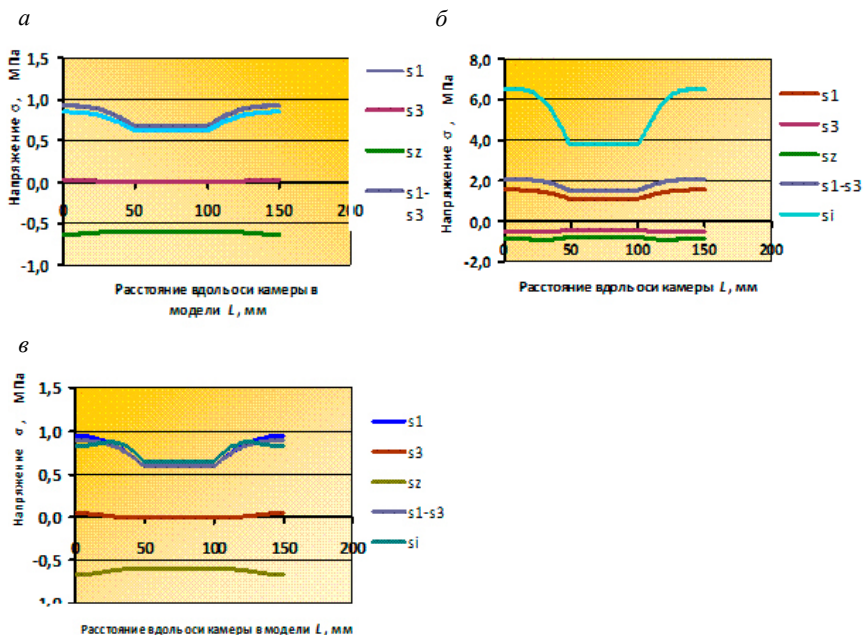 а
б
Напряжение σ, МПа
1,5
1,0
0,5
0,0
-0,5
-1,0
0
50
100
150
200
Расстояние вдоль оси камеры в
модели L, мм
s1
s3
sz
s1-
s3
Напряжение σ, МПа
8,0
6,0
4,0
2,0
0,0
-2,0
0
50
100
150
200
Расстояние вдрль оси камеры L, мм
s1
s3
sz
s1-s3
si
в
Напряжение σ, МПа
1,5
1,0
0,5
0,0
-0,5
-1,0
0
50
100
150
200
Расстояние вдоль оси камеры в модели L, мм
s1
s3
sz
s1-s3
si